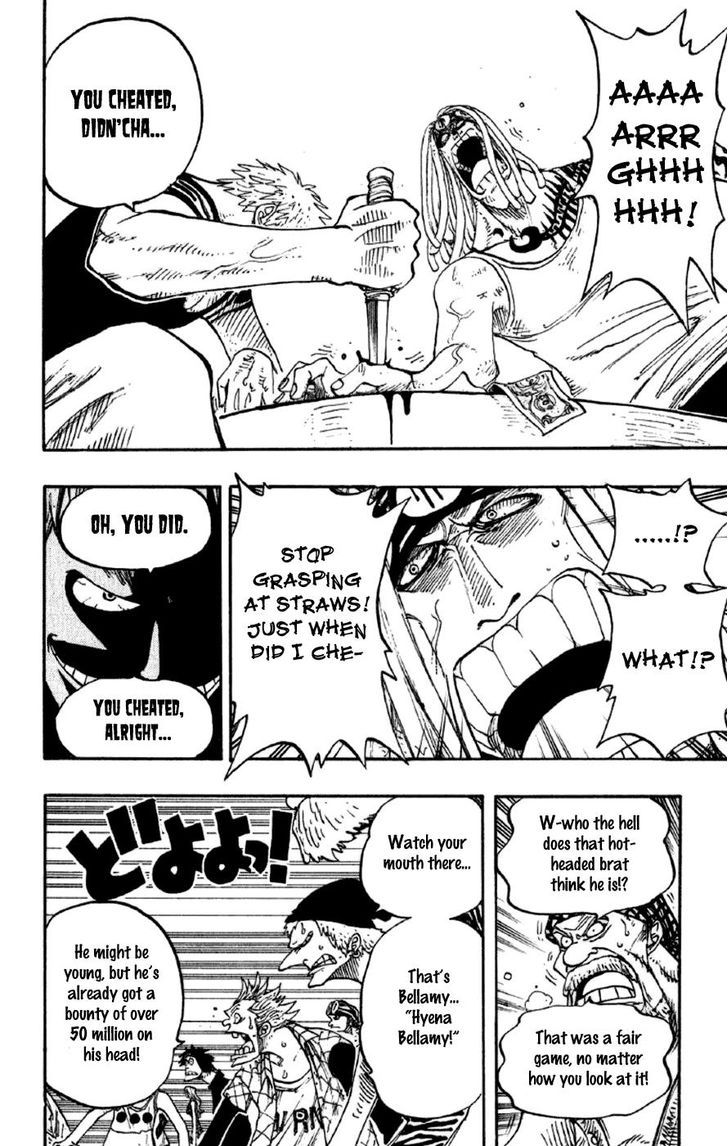 AAAA
ARRR
GHHH
HHH!
YOU CHEATED,
DIDN'CHA...
.....!?
WHAT!?
STOP
GRASPING
AT STRAWS!
JUST WHEN
DID I CHE-
OH, YOU DID.
YOU CHEATED,
ALRIGHT...
W-who the hell
does that hot-
headed brat
think he is!?
That was a fair
game, no matter
how you look at it!
Watch your
mouth there...
That's
Bellamy...
"Hyena
Bellamy!"
どよよっ!
He might be
young, but he's
already got a
bounty of over
50 million on
his head!